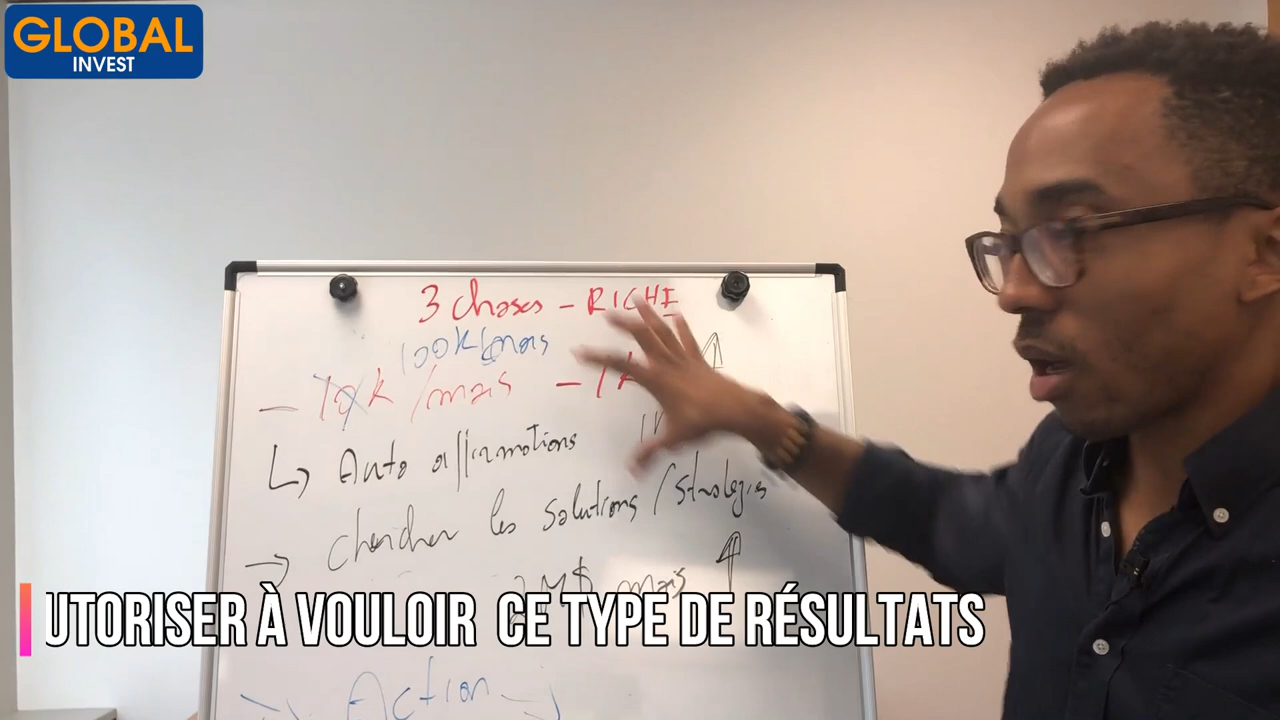 GLOBAL
INVEST
3 choses - RICHE
100K/mois
- 10k /mois - 1k
↳ Auto affirmations
→ chercher les solutions / stratégies
2M$ mois
UTORISER À VOULOIR CE TYPE DE RÉSULTATS
Action